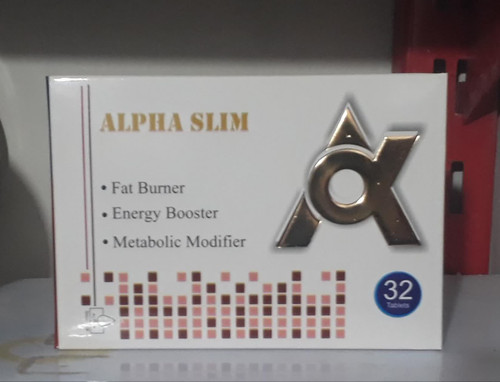 ALPHA SLIM
• Fat Burner
• Energy Booster
• Metabolic Modifier
32
Tablets